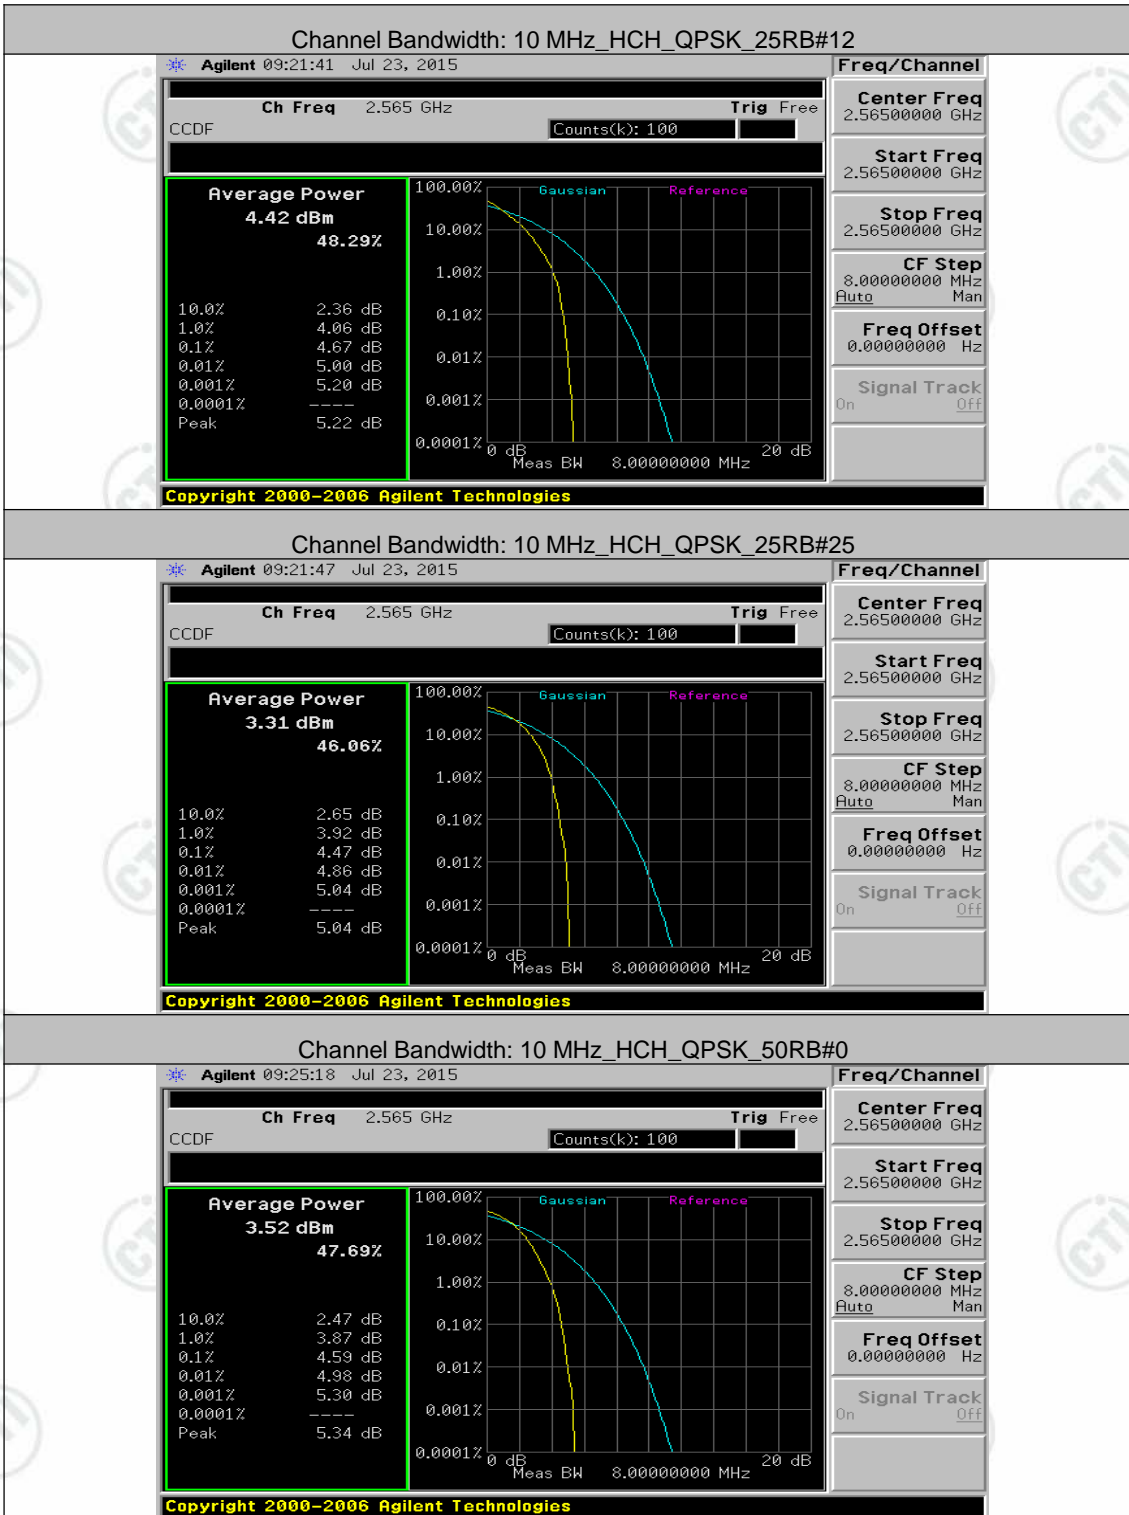 Channel Bandwidth: 10 MHz_HCH_QPSK_25RB#12
Agilent 09:21:41 Jul 23, 2015
Freq/Channel
Ch Freq 2.565 GHz Trig Free
CCDF Counts(k): 100
Average Power
4.42 dBm
48.29%
10.0% 2.36 dB
1.0% 4.06 dB
0.1% 4.67 dB
0.01% 5.00 dB
0.001% 5.20 dB
0.0001% ----
Peak 5.22 dB
100.00%
10.00%
1.00%
0.10%
0.01%
0.001%
0.0001%
Gaussian Reference
0 dB 20 dB
Meas BW 8.00000000 MHz
Center Freq
2.56500000 GHz
Start Freq
2.56500000 GHz
Stop Freq
2.56500000 GHz
CF Step
8.00000000 MHz
Auto Man
Freq Offset
0.00000000 Hz
Signal Track
On Off
Copyright 2000-2006 Agilent Technologies
Channel Bandwidth: 10 MHz_HCH_QPSK_25RB#25
Agilent 09:21:47 Jul 23, 2015
Freq/Channel
Ch Freq 2.565 GHz Trig Free
CCDF Counts(k): 100
Average Power
3.31 dBm
46.06%
10.0% 2.65 dB
1.0% 3.92 dB
0.1% 4.47 dB
0.01% 4.86 dB
0.001% 5.04 dB
0.0001% ----
Peak 5.04 dB
100.00%
10.00%
1.00%
0.10%
0.01%
0.001%
0.0001%
Gaussian Reference
0 dB 20 dB
Meas BW 8.00000000 MHz
Center Freq
2.56500000 GHz
Start Freq
2.56500000 GHz
Stop Freq
2.56500000 GHz
CF Step
8.00000000 MHz
Auto Man
Freq Offset
0.00000000 Hz
Signal Track
On Off
Copyright 2000-2006 Agilent Technologies
Channel Bandwidth: 10 MHz_HCH_QPSK_50RB#0
Agilent 09:25:18 Jul 23, 2015
Freq/Channel
Ch Freq 2.565 GHz Trig Free
CCDF Counts(k): 100
Average Power
3.52 dBm
47.69%
10.0% 2.47 dB
1.0% 3.87 dB
0.1% 4.59 dB
0.01% 4.98 dB
0.001% 5.30 dB
0.0001% ----
Peak 5.34 dB
100.00%
10.00%
1.00%
0.10%
0.01%
0.001%
0.0001%
Gaussian Reference
0 dB 20 dB
Meas BW 8.00000000 MHz
Center Freq
2.56500000 GHz
Start Freq
2.56500000 GHz
Stop Freq
2.56500000 GHz
CF Step
8.00000000 MHz
Auto Man
Freq Offset
0.00000000 Hz
Signal Track
On Off
Copyright 2000-2006 Agilent Technologies
CTI
CTI
CTI
CTI